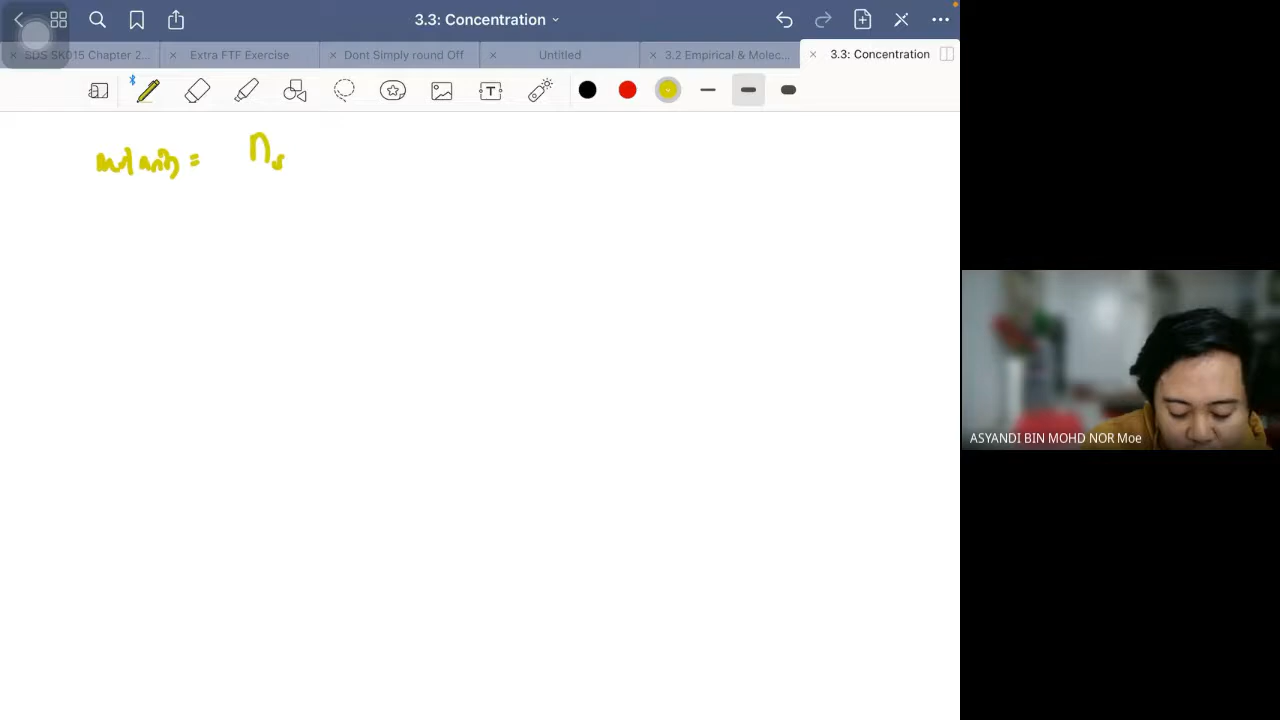 3.3: Concentration
SDS SK015 Chapter 2...
Extra FTF Exercise
Dont Simply round Off
Untitled
3.2 Empirical & Molec...
3.3: Concentration
T
molarity = ns
ASYANDI BIN MOHD NOR Moe